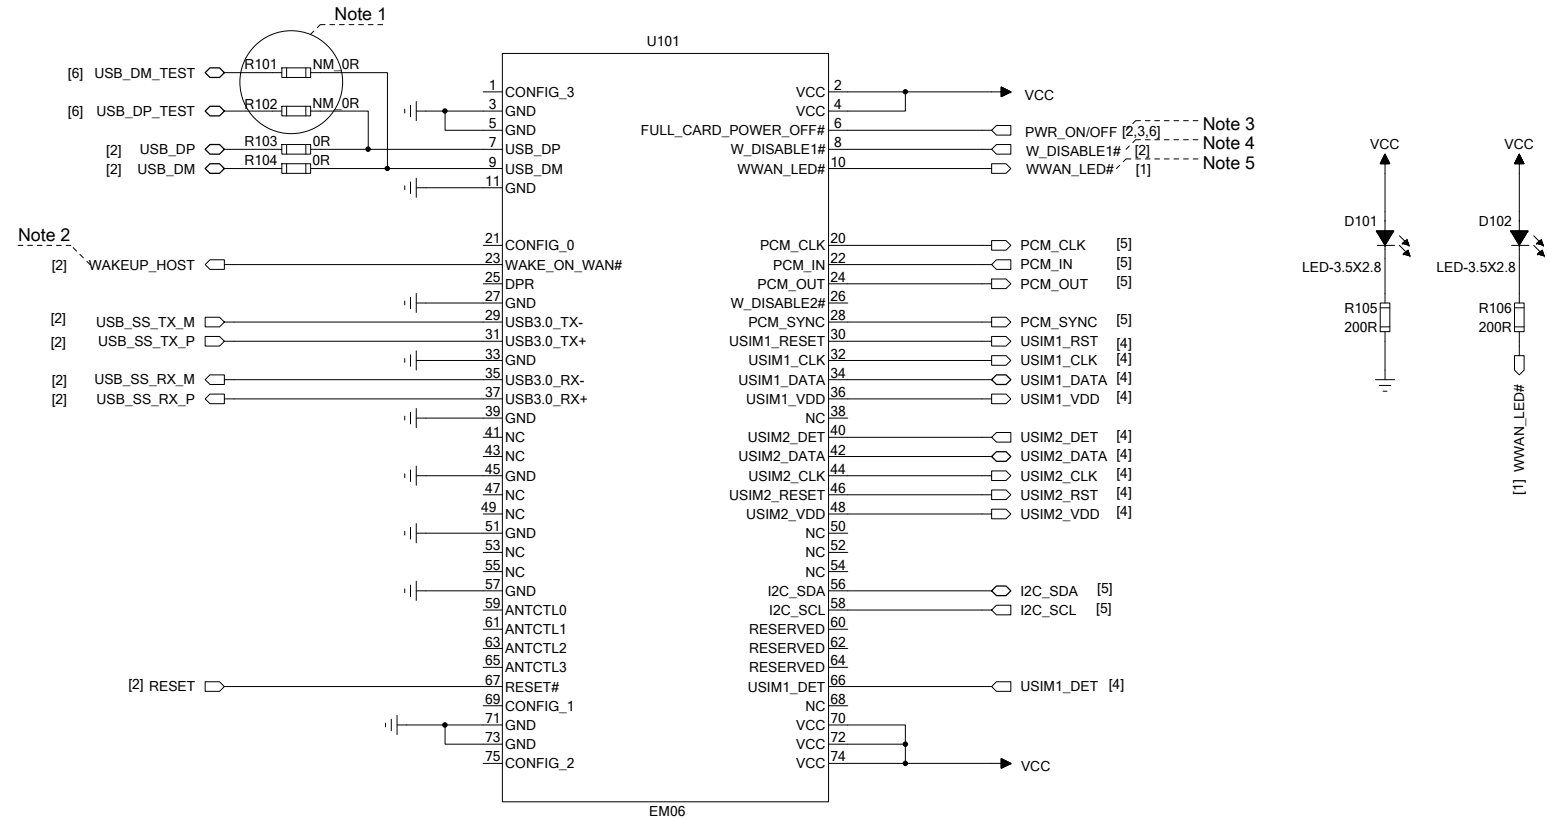 Note 1
U101
[6] USB_DM_TEST R101 NM_0R
1 CONFIG_3 VCC 2 VCC
[6] USB_DP_TEST R102 NM_0R 3 GND VCC 4
5 GND FULL_CARD_POWER_OFF# 6 PWR_ON/OFF [2,3,6] Note 3
[2] USB_DP R103 0R 7 USB_DP W_DISABLE1# 8 W_DISABLE1# [2] Note 4
[2] USB_DM R104 0R 9 USB_DM WWAN_LED# 10 WWAN_LED# [1] Note 5
11 GND
Note 2
21 CONFIG_0 PCM_CLK 20 PCM_CLK [5]
[2] WAKEUP_HOST 23 WAKE_ON_WAN# PCM_IN 22 PCM_IN [5]
25 DPR PCM_OUT 24 PCM_OUT [5]
27 GND W_DISABLE2# 26
[2] USB_SS_TX_M 29 USB3.0_TX- PCM_SYNC 28 PCM_SYNC [5]
[2] USB_SS_TX_P 31 USB3.0_TX+ USIM1_RESET 30 USIM1_RST [4]
33 GND USIM1_CLK 32 USIM1_CLK [4]
[2] USB_SS_RX_M 35 USB3.0_RX- USIM1_DATA 34 USIM1_DATA [4]
[2] USB_SS_RX_P 37 USB3.0_RX+ USIM1_VDD 36 USIM1_VDD [4]
39 GND NC 38
41 NC USIM2_DET 40 USIM2_DET [4]
43 NC USIM2_DATA 42 USIM2_DATA [4]
45 GND USIM2_CLK 44 USIM2_CLK [4]
47 NC USIM2_RESET 46 USIM2_RST [4]
49 NC USIM2_VDD 48 USIM2_VDD [4]
51 GND NC 50
53 NC NC 52
55 NC NC 54
57 GND I2C_SDA 56 I2C_SDA [5]
59 ANTCTL0 I2C_SCL 58 I2C_SCL [5]
61 ANTCTL1 RESERVED 60
63 ANTCTL2 RESERVED 62
65 ANTCTL3 RESERVED 64
[2] RESET 67 RESET# USIM1_DET 66 USIM1_DET [4]
69 CONFIG_1 NC 68
71 GND VCC 70
73 GND VCC 72
75 CONFIG_2 VCC 74 VCC
EM06
VCC VCC
D101 D102
LED-3.5X2.8 LED-3.5X2.8
R105 R106
200R 200R
[1] WWAN_LED#